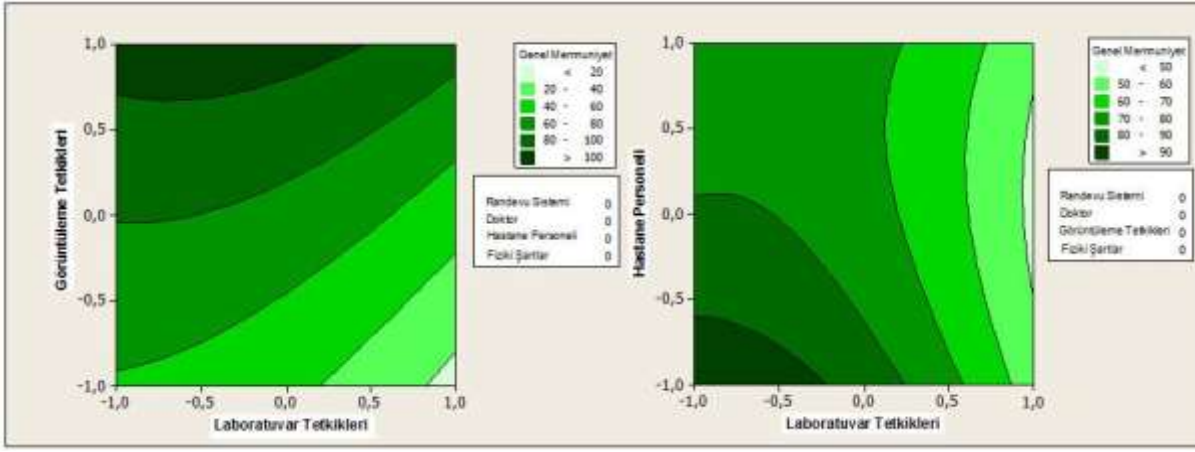 1,0
0,5
0,0
-0,5
-1,0
-1,0
-0,5
0,0
0,5
1,0
Görüntüleme Tetkikleri
Laboratuvar Tetkikleri
Genel Memnuniyet
< 20
20 - 40
40 - 60
60 - 80
80 - 100
> 100
Randevu Sistemi 0
Doktor 0
Hastane Personeli 0
Fiziki Şartlar 0
1,0
0,5
0,0
-0,5
-1,0
-1,0
-0,5
0,0
0,5
1,0
Hastane Personeli
Laboratuvar Tetkikleri
Genel Memnuniyet
< 50
50 - 60
60 - 70
70 - 80
80 - 90
> 90
Randevu Sistemi 0
Doktor 0
Görüntüleme Tetkikleri 0
Fiziki Şartlar 0